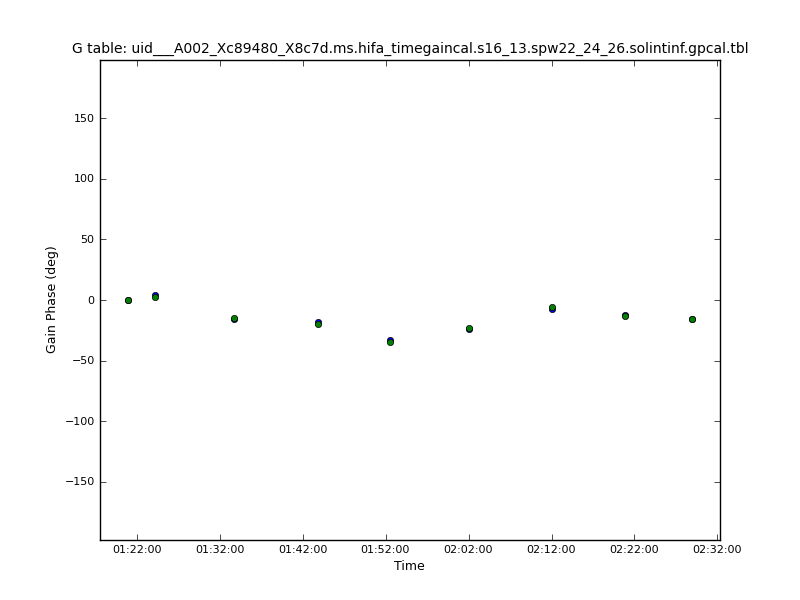 G table: uid___A002_Xc89480_X8c7d.ms.hifa_timegaincal.s16_13.spw22_24_26.solintinf.gpcal.tbl
150
100
50
0
−50
−100
−150
Gain Phase (deg)
01:22:00 01:32:00 01:42:00 01:52:00 02:02:00 02:12:00 02:22:00 02:32:00
Time